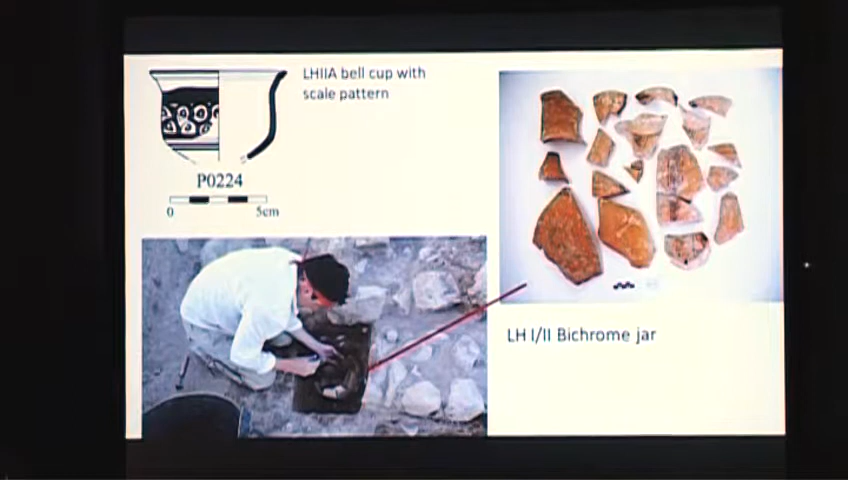 LHIIA bell cup with
scale pattern
P0224
0 5cm
LH I/II Bichrome jar